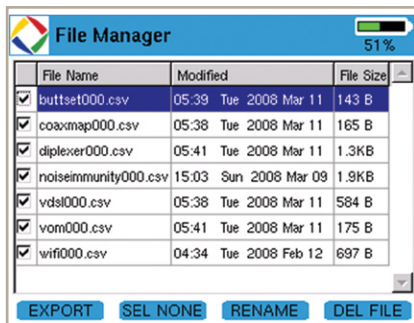 File Manager
51%
File Name Modified File Size
buttset000.csv 05:39 Tue 2008 Mar 11 143 B
coaxmap000.csv 05:38 Tue 2008 Mar 11 165 B
diplexer000.csv 05:41 Tue 2008 Mar 11 1.3KB
noiseimmunity000.csv 15:03 Sun 2008 Mar 09 1.9KB
vdsl000.csv 05:38 Tue 2008 Mar 11 584 B
vom000.csv 05:41 Tue 2008 Mar 11 175 B
wifi000.csv 04:34 Tue 2008 Feb 12 697 B
EXPORT SEL NONE RENAME DEL FILE